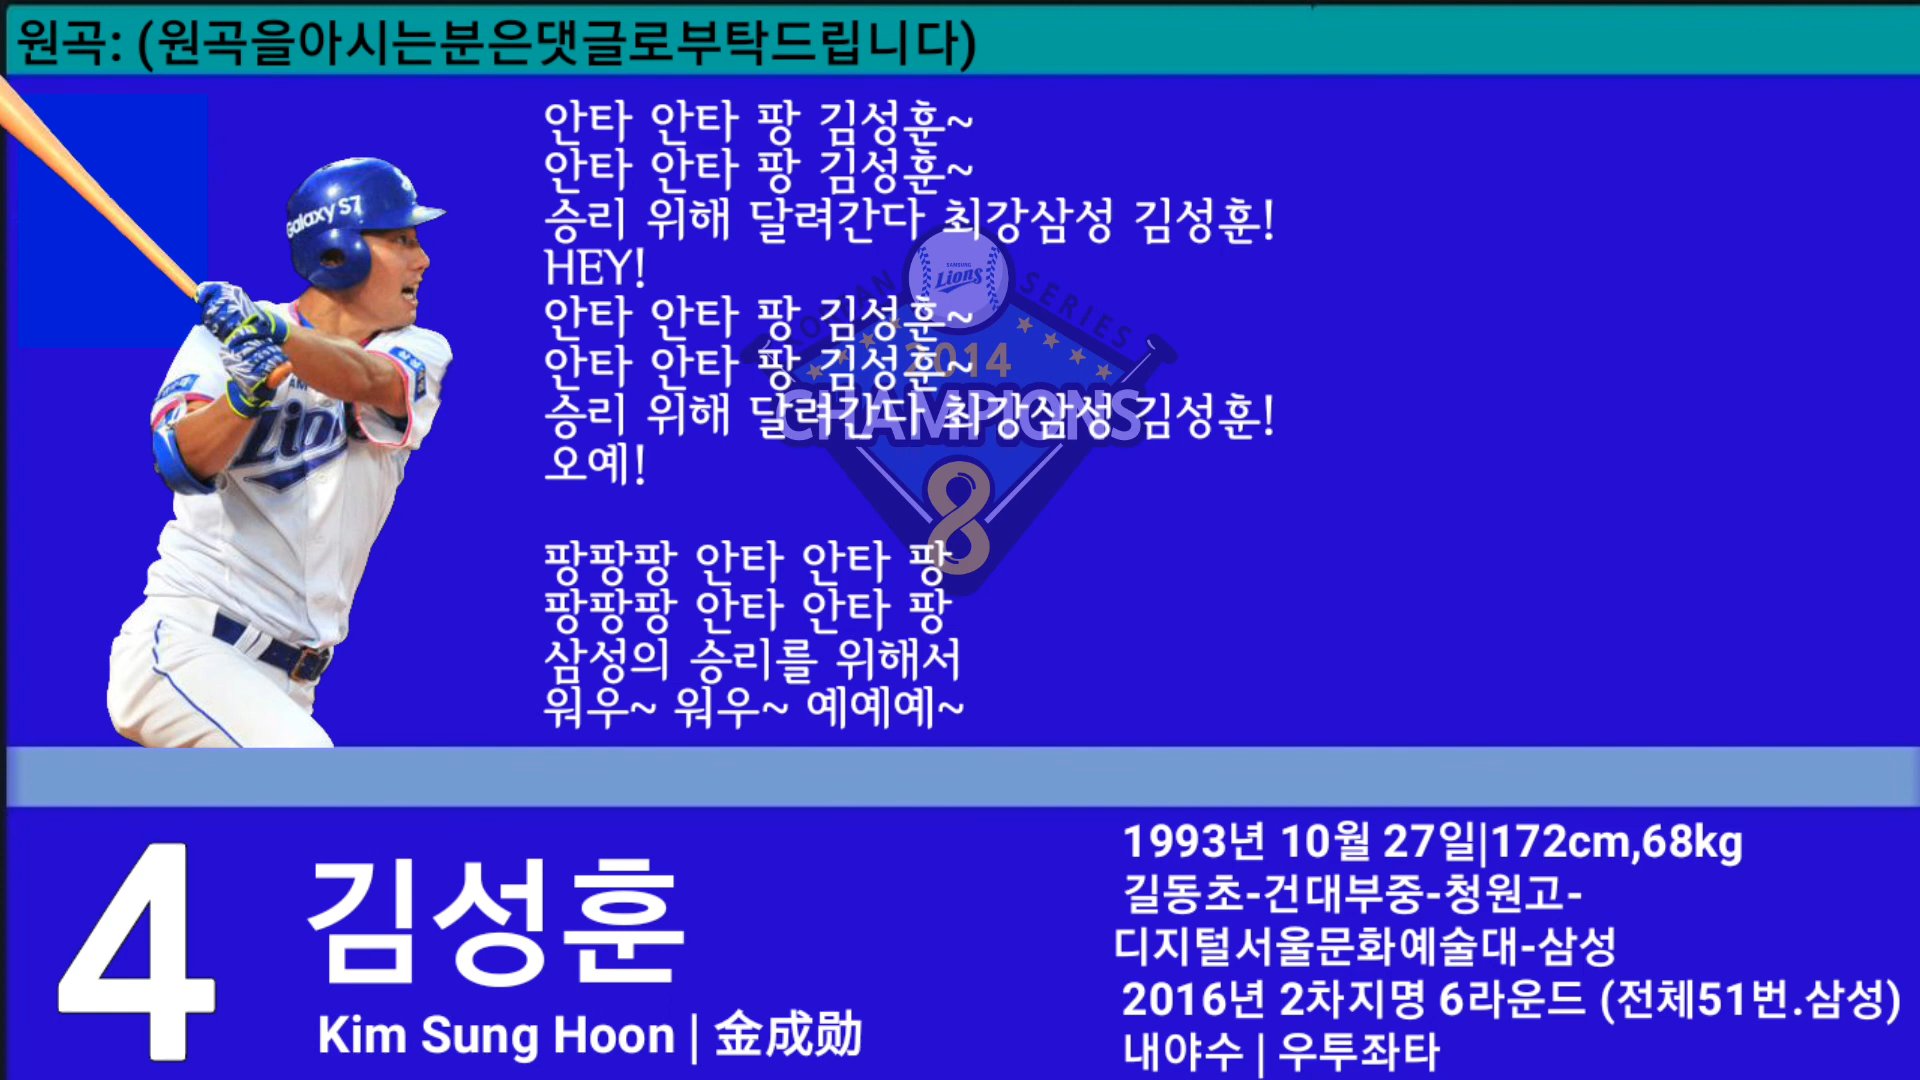 원곡: (원곡을아시는분은댓글로부탁드립니다)
안타 안타 팡 김성훈~
안타 안타 팡 김성훈~
승리 위해 달려간다 최강삼성 김성훈!
HEY!
안타 안타 팡 김성훈~
안타 안타 팡 김성훈~
승리 위해 달려간다 최강삼성 김성훈!
오예!
팡팡팡 안타 안타 팡
팡팡팡 안타 안타 팡
삼성의 승리를 위해서
워우~ 워우~ 예예예~
Galaxy S7
SAMSUNG
Lions
KOREAN SERIES
2014
CHAMPIONS
8
4
김성훈
Kim Sung Hoon | 金成勋
1993년 10월 27일|172cm,68kg
길동초-건대부중-청원고-
디지털서울문화예술대-삼성
2016년 2차지명 6라운드 (전체51번.삼성)
내야수 | 우투좌타